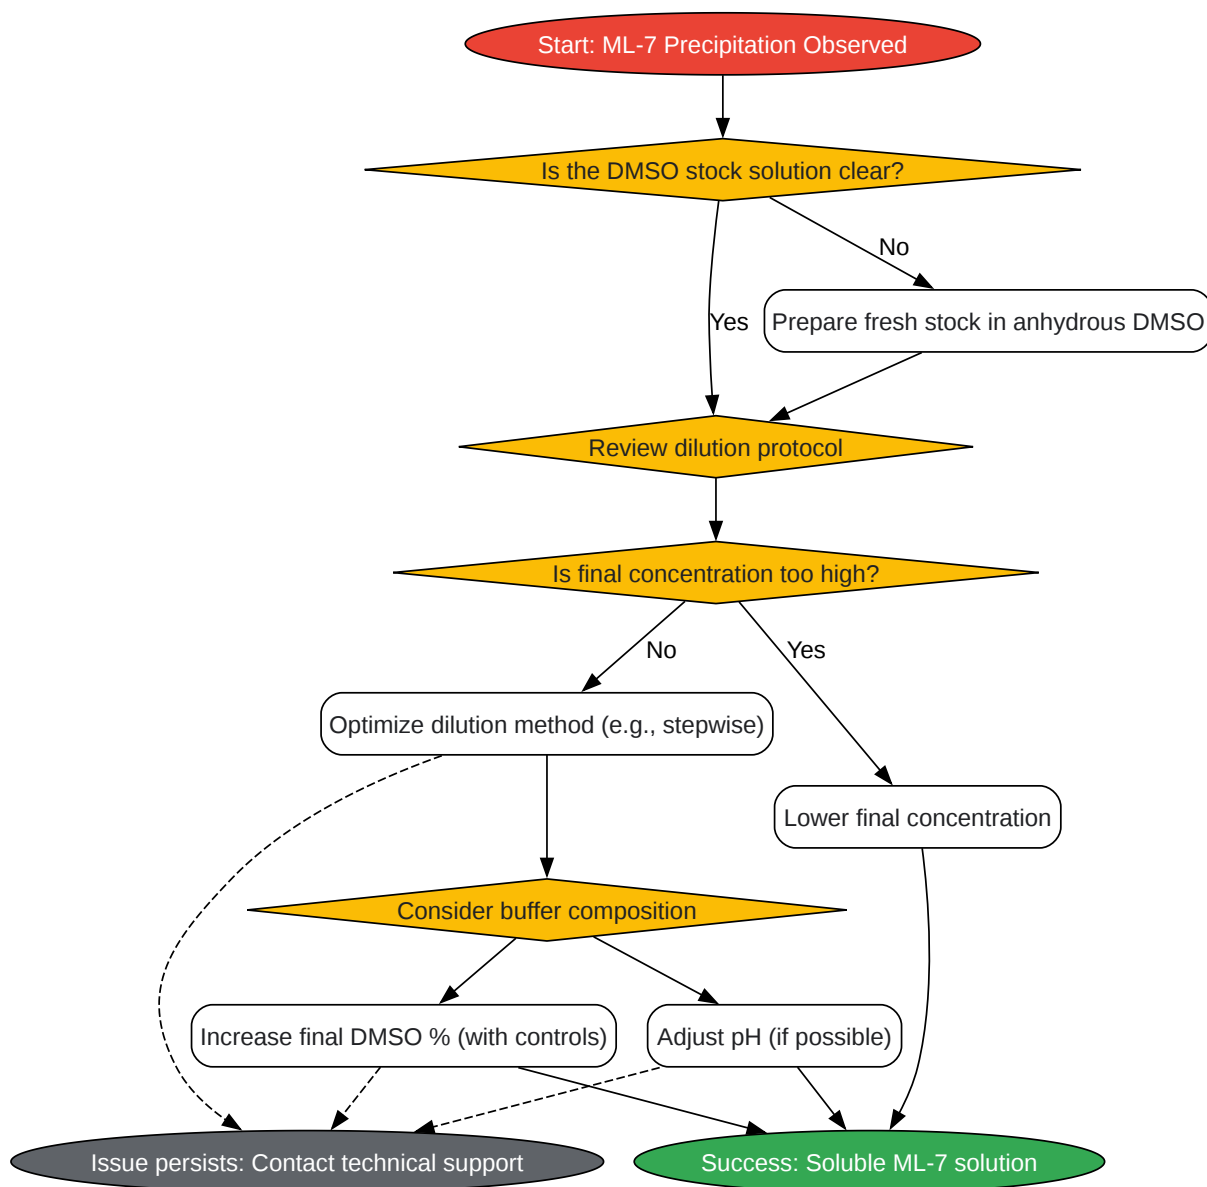 Start: ML-7 Precipitation Observed
Is the DMSO stock solution clear?
No
Yes
Prepare fresh stock in anhydrous DMSO
Review dilution protocol
Is final concentration too high?
No
Yes
Optimize dilution method (e.g., stepwise)
Lower final concentration
Consider buffer composition
Increase final DMSO % (with controls)
Adjust pH (if possible)
Issue persists: Contact technical support
Success: Soluble ML-7 solution